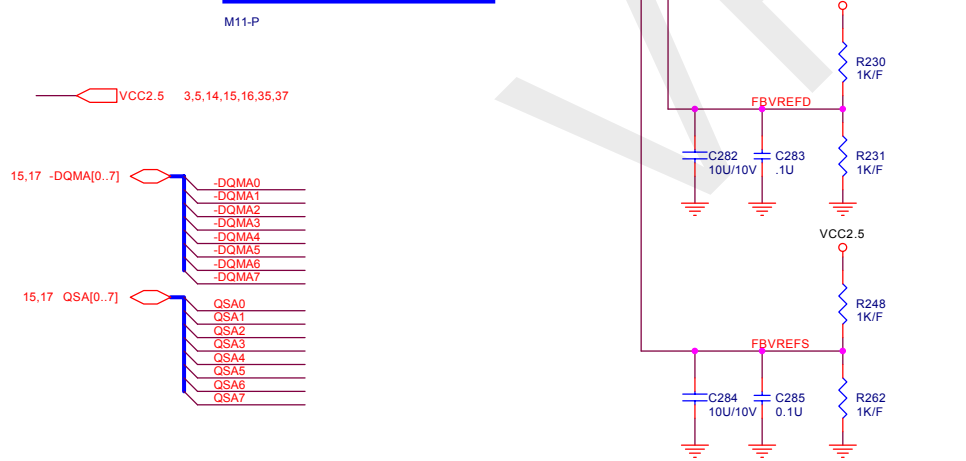 M11-P
VCC2.5 3,5,14,15,16,35,37
15,17 -DQMA[0..7]
-DQMA0
-DQMA1
-DQMA2
-DQMA3
-DQMA4
-DQMA5
-DQMA6
-DQMA7
15,17 QSA[0..7]
QSA0
QSA1
QSA2
QSA3
QSA4
QSA5
QSA6
QSA7
R230
1K/F
FBVREFD
C282
10U/10V
C283
.1U
R231
1K/F
VCC2.5
R248
1K/F
FBVREFS
C284
10U/10V
C285
0.1U
R262
1K/F